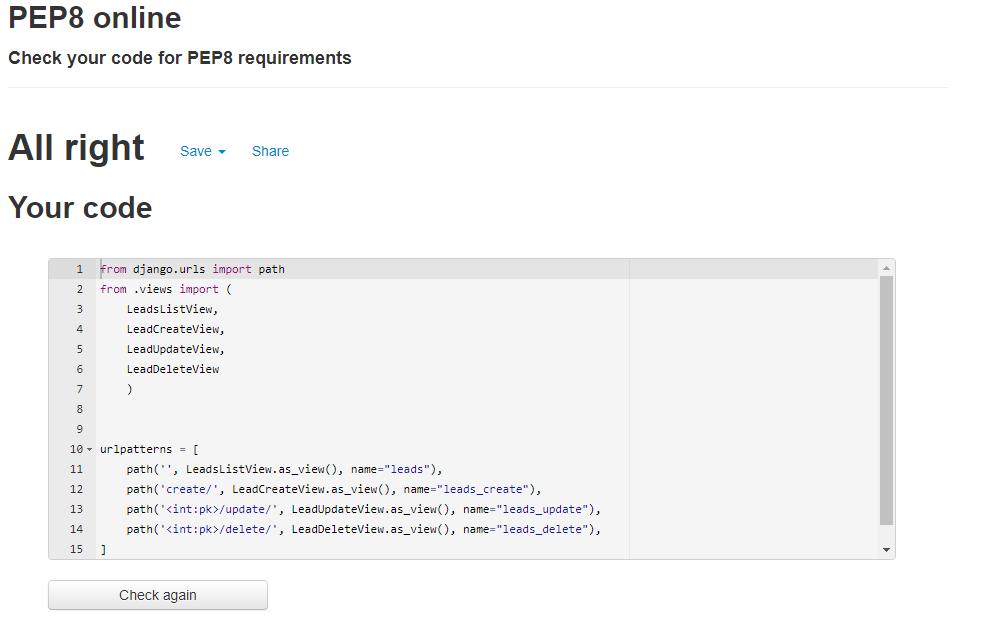 PEP8 online
Check your code for PEP8 requirements
All right Save Share
Your code
1 from django.urls import path
2 from .views import (
3     LeadsListView,
4     LeadCreateView,
5     LeadUpdateView,
6     LeadDeleteView
7     )
8
9
10 urlpatterns = [
11     path('', LeadsListView.as_view(), name="leads"),
12     path('create/', LeadCreateView.as_view(), name="leads_create"),
13     path('<int:pk>/update/', LeadUpdateView.as_view(), name="leads_update"),
14     path('<int:pk>/delete/', LeadDeleteView.as_view(), name="leads_delete"),
15 ]
Check again